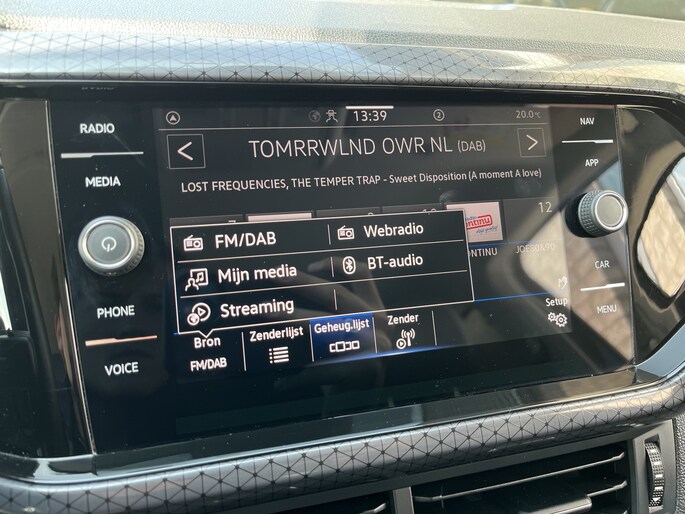 RADIO
MEDIA
PHONE
VOICE
13:39
2
20.0°C
NAV
APP
CAR
MENU
< TOMRRWLND OWR NL (DAB) >
LOST FREQUENCIES, THE TEMPER TRAP - Sweet Disposition (A moment A love)
12
FM/DAB
Webradio
Mijn media
BT-audio
Streaming
Bron
FM/DAB
Zenderlijst
Geheug.lijst
Zender
Setup